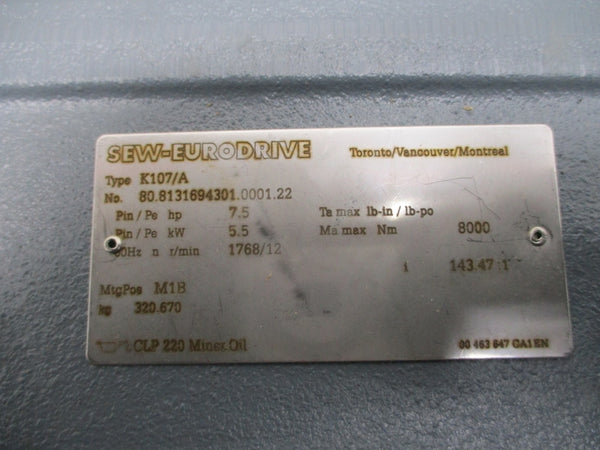 SEW-EURODRIVE Toronto/Vancouver/Montreal
Type K107/A
No. 80.8131694301.0001.22
Pin / Pe hp 7.5 Ta max lb-in / lb-po
Pin / Pe kW 5.5 Ma max Nm 8000
60Hz n r/min 1768/12
i 143.47 :1
MtgPos M1B
kg 320.670
CLP 220 Miner.Oil 00 463 647 GA1EN